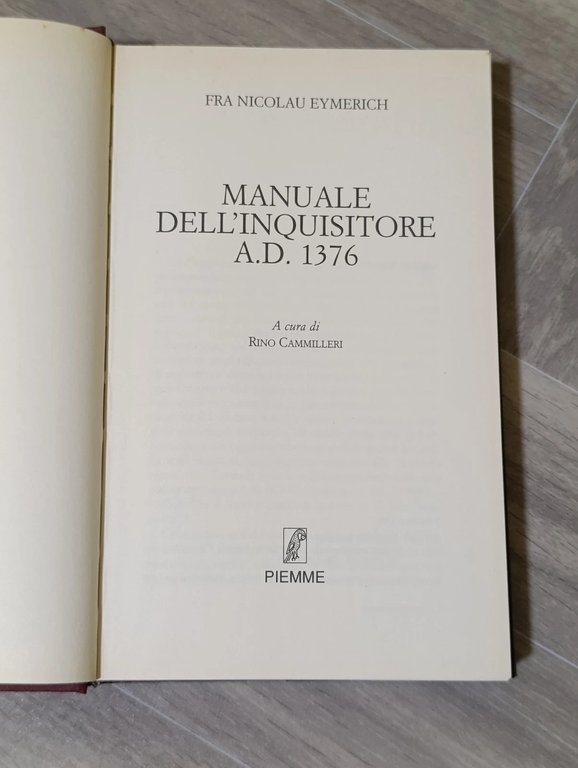 FRA NICOLAU EYMERICH
MANUALE
DELL'INQUISITORE
A.D. 1376
A cura di
RINO CAMMILLERI
PIEMME